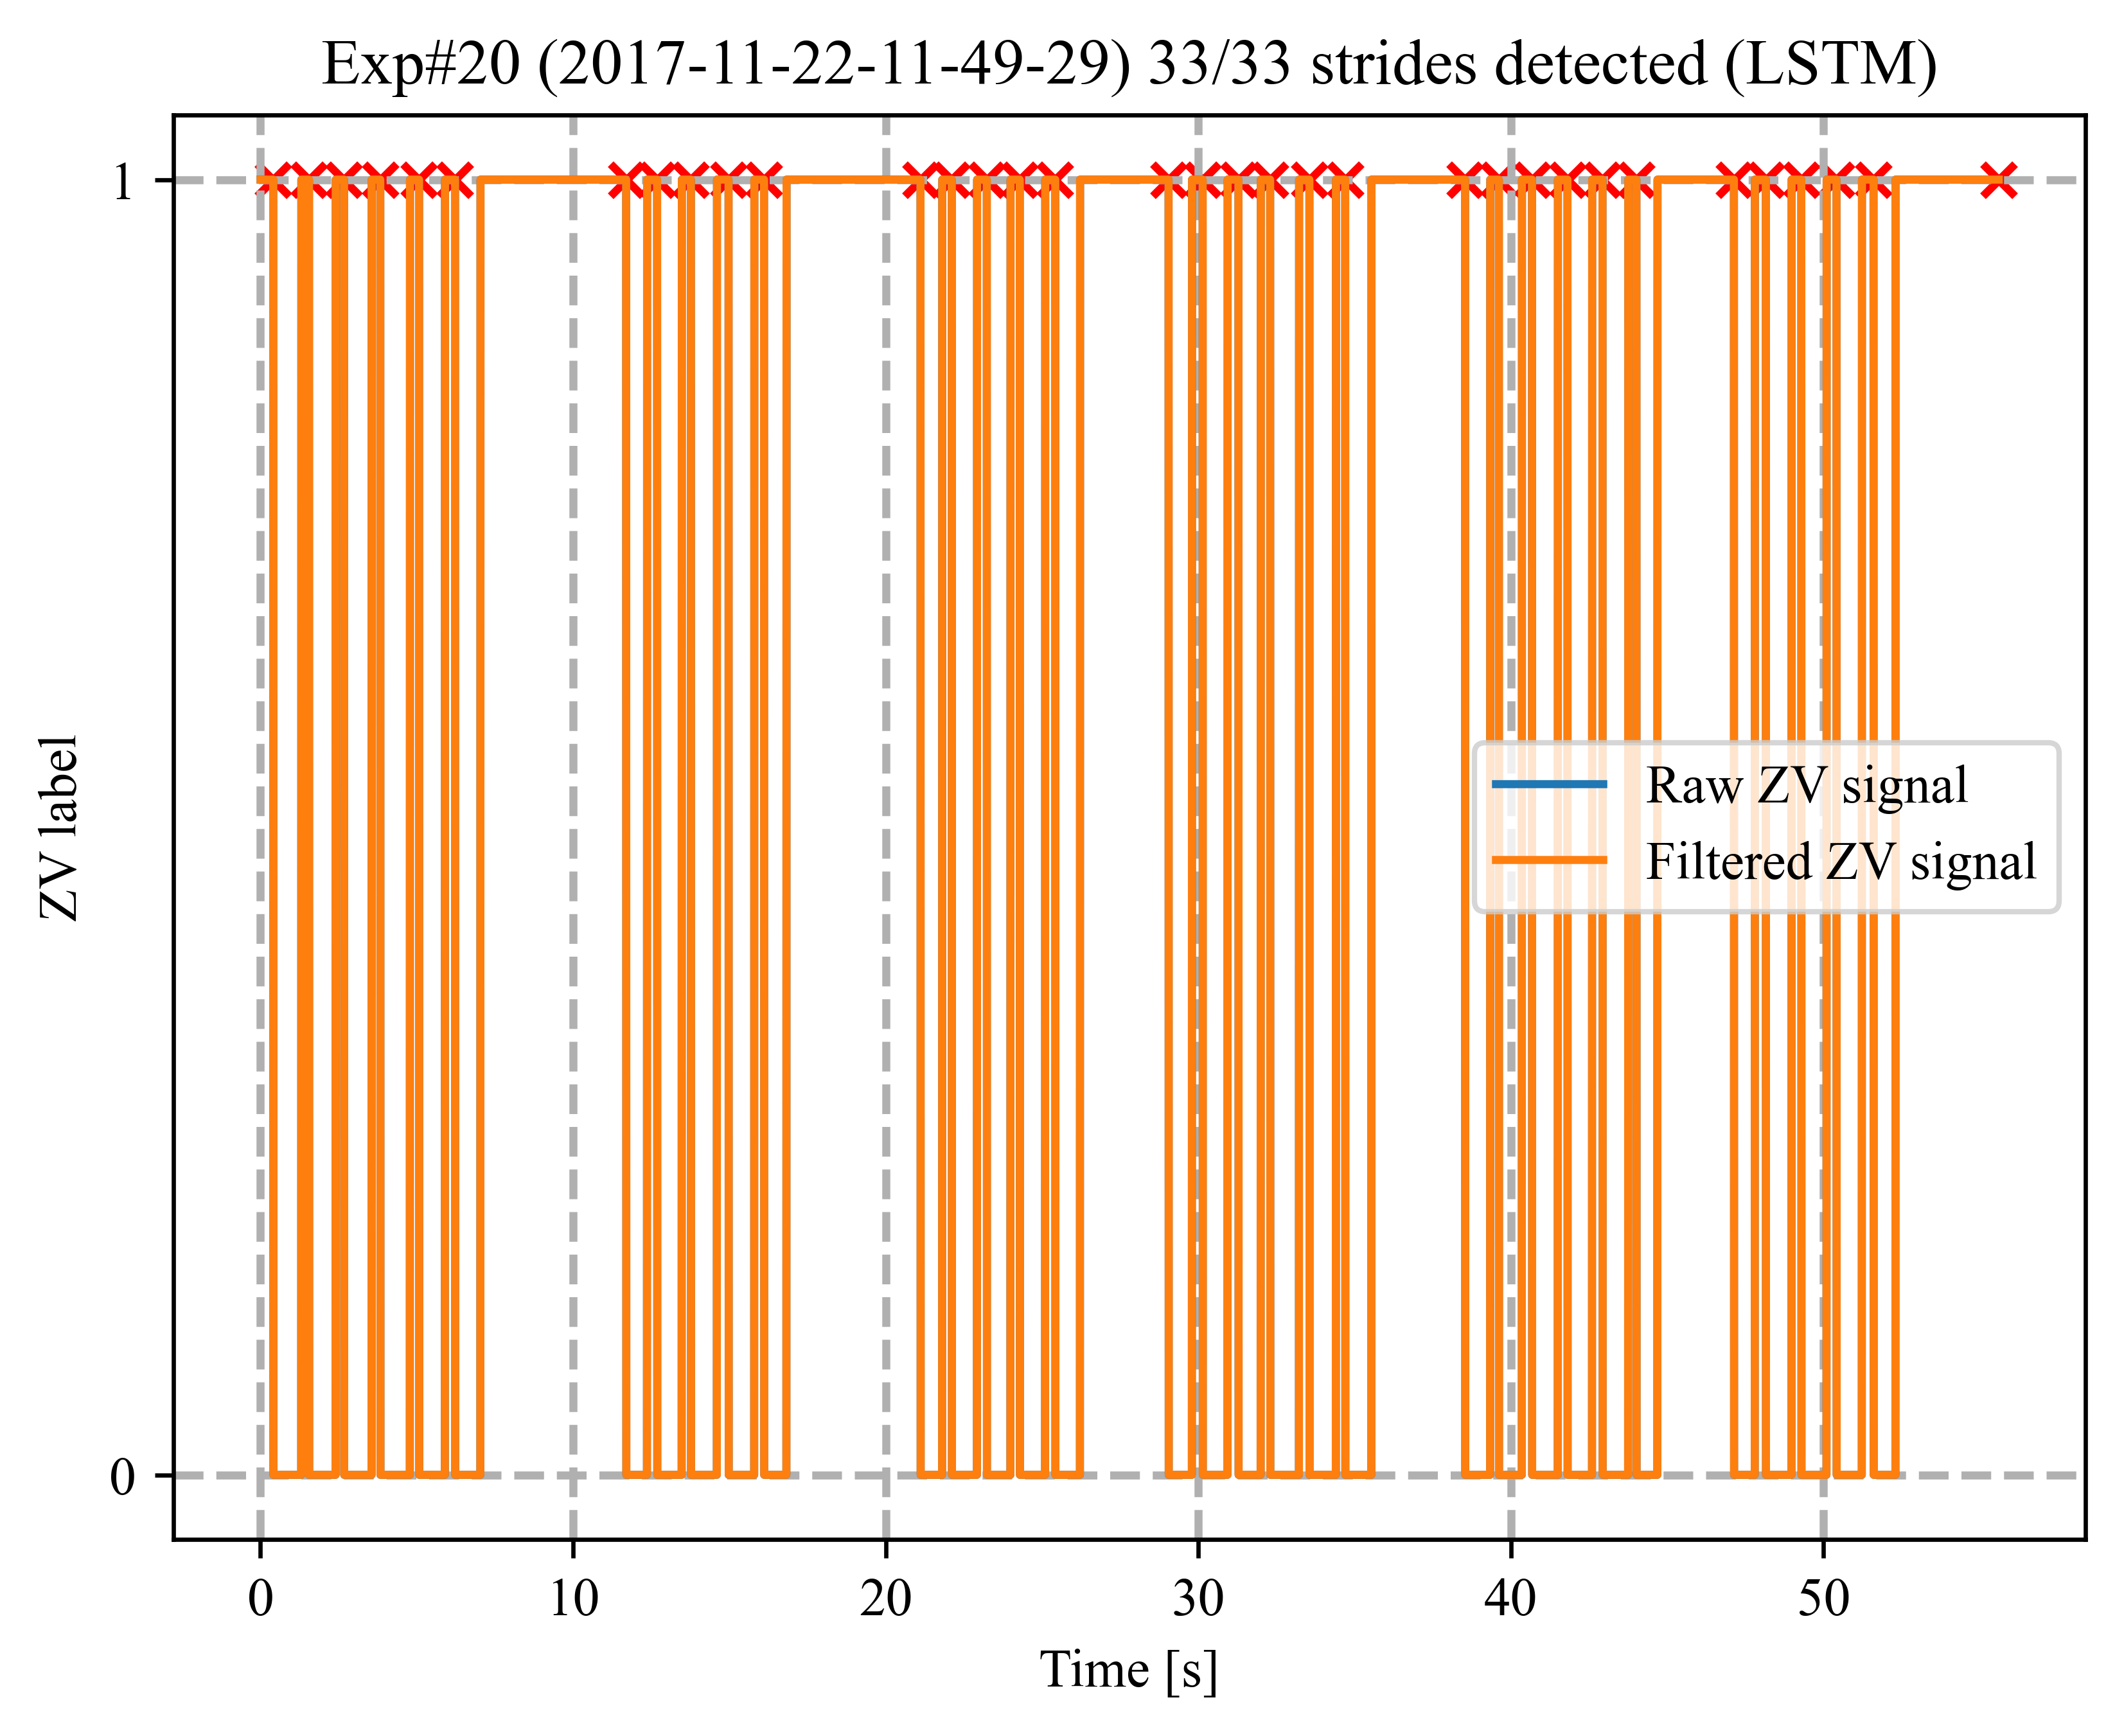 Exp#20 (2017-11-22-11-49-29) 33/33 strides detected (LSTM)
1
ZV label
Raw ZV signal
Filtered ZV signal
0
0 10 20 30 40 50
Time [s]